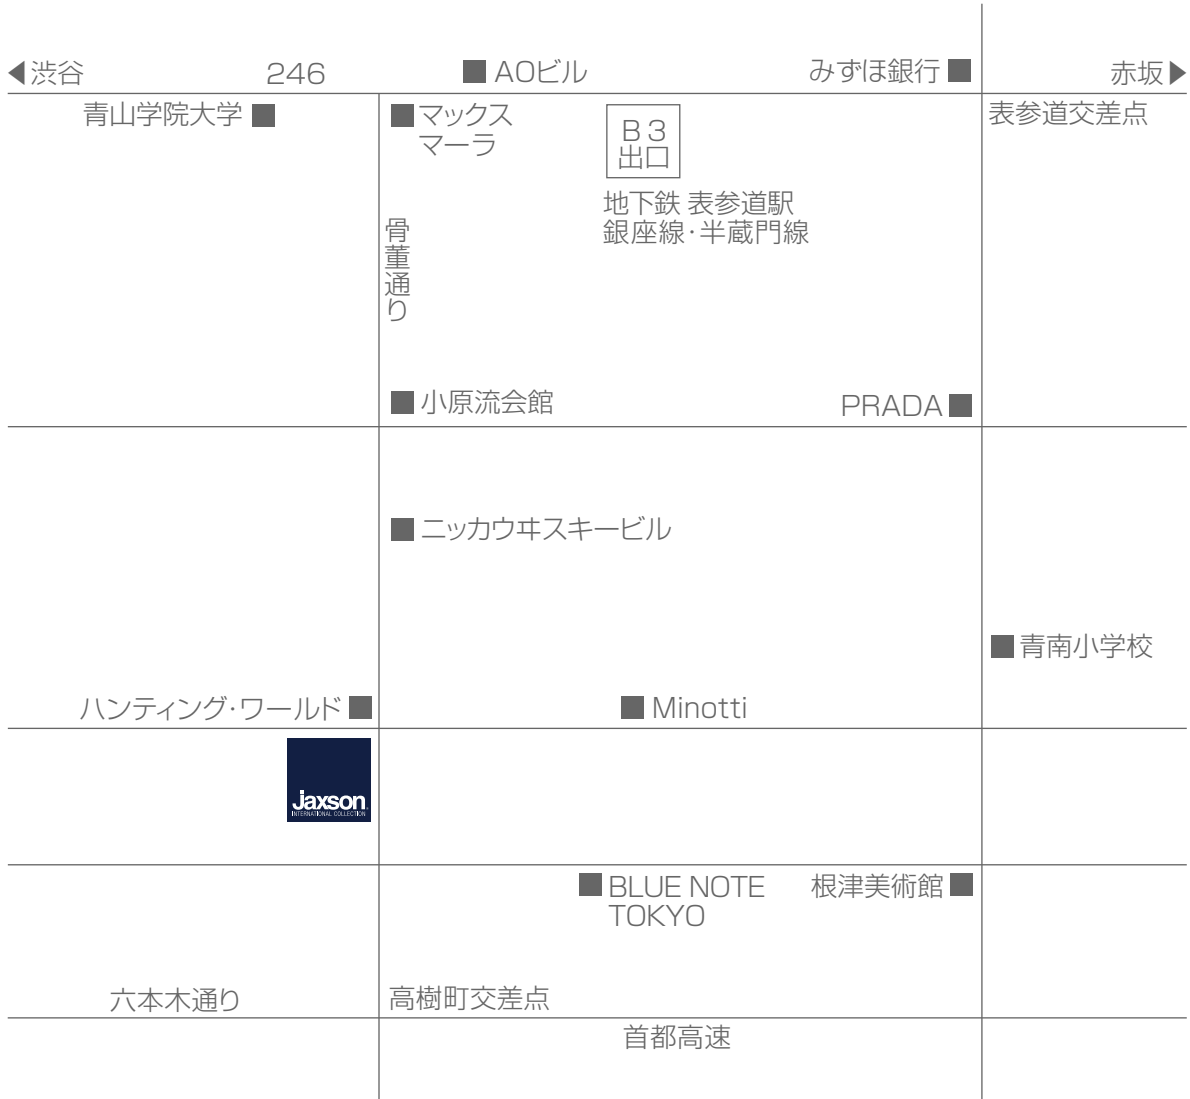 ◀渋谷
246
■ AOビル
みずほ銀行 ■
赤坂▶
青山学院大学 ■
■ マックス
マーラ
B3
出口
表参道交差点
地下鉄 表参道駅
銀座線・半蔵門線
骨董通り
■ 小原流会館
PRADA ■
■ ニッカウヰスキービル
■ 青南小学校
ハンティング・ワールド ■
■ Minotti
Jaxson
INTERNATIONAL COLLECTION
■ BLUE NOTE
TOKYO
根津美術館 ■
六本木通り
高樹町交差点
首都高速